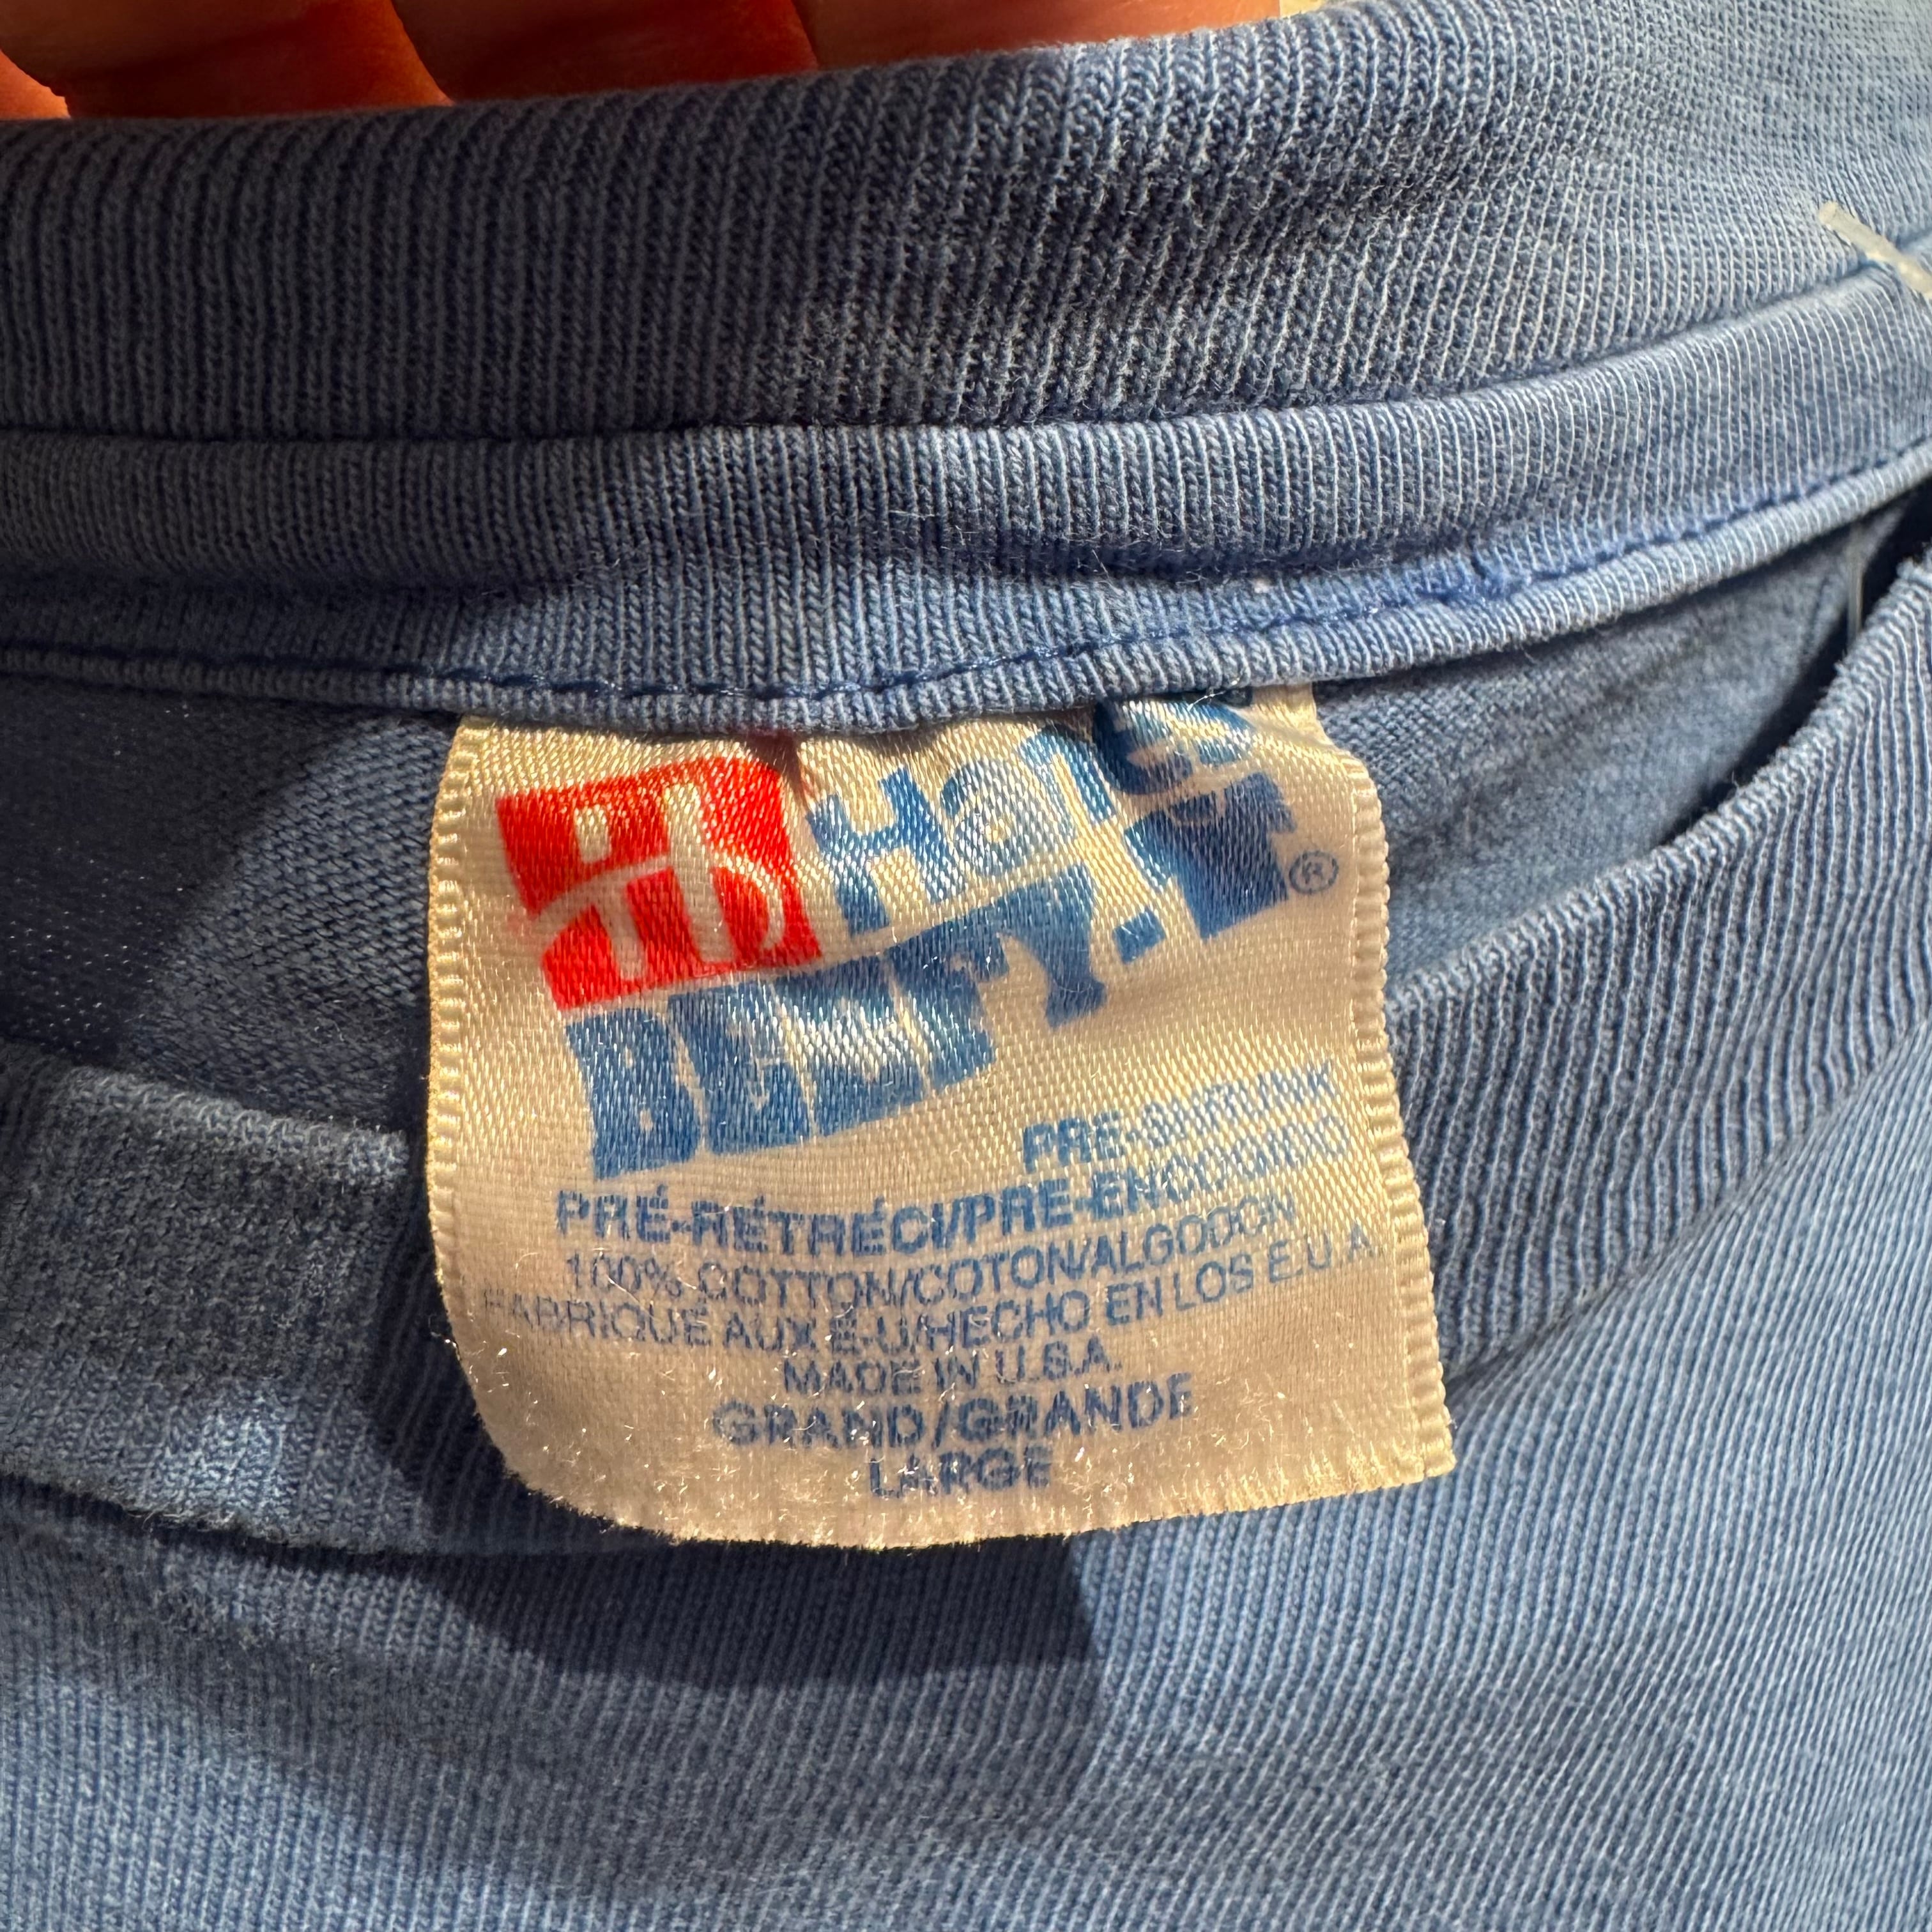 Hanes
BEEFY-T®
PRE-SHRUNK
PRÉ-RÉTRÉCI/PRE-ENCOGIDO
100% COTTON/COTON/ALGODON
FABRIQUÉ AUX É-U/HECHO EN LOS E.U.A.
MADE IN U.S.A.
GRAND/GRANDE
LARGE